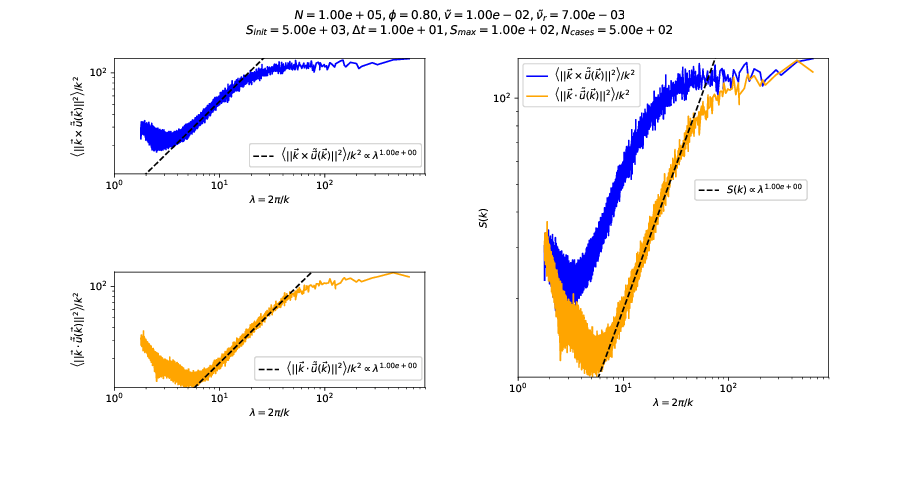 N = 1.00e + 05, ϕ = 0.80, ṽ = 1.00e − 02, ṽᵣ = 7.00e − 03
S_init = 5.00e + 03, Δt = 1.00e + 01, S_max = 1.00e + 02, N_cases = 5.00e + 02
⟨||k⃗ × ũ⃗(k⃗)||²⟩/k²
10²
⟨||k⃗ × ũ⃗(k⃗)||²⟩/k² ∝ λ^1.00e+00
10⁰ 10¹ 10²
λ = 2π/k
⟨||k⃗ · ũ⃗(k⃗)||²⟩/k²
10²
⟨||k⃗ · ũ⃗(k⃗)||²⟩/k² ∝ λ^1.00e+00
10⁰ 10¹ 10²
λ = 2π/k
⟨||k⃗ × ũ⃗(k⃗)||²⟩/k²
⟨||k⃗ · ũ⃗(k⃗)||²⟩/k²
10²
S(k)
S(k) ∝ λ^1.00e+00
10⁰ 10¹ 10²
λ = 2π/k